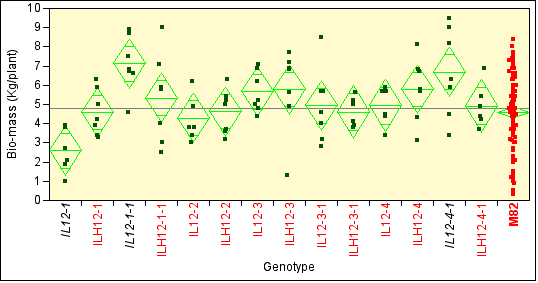 Bio-mass (Kg/plant)
10
9
8
7
6
5
4
3
2
1
0
IL12-1
ILH12-1
IL12-1-1
ILH12-1-1
IL12-2
ILH12-2
IL12-3
ILH12-3
IL12-3-1
ILH12-3-1
IL12-4
ILH12-4
IL12-4-1
ILH12-4-1
M82
Genotype